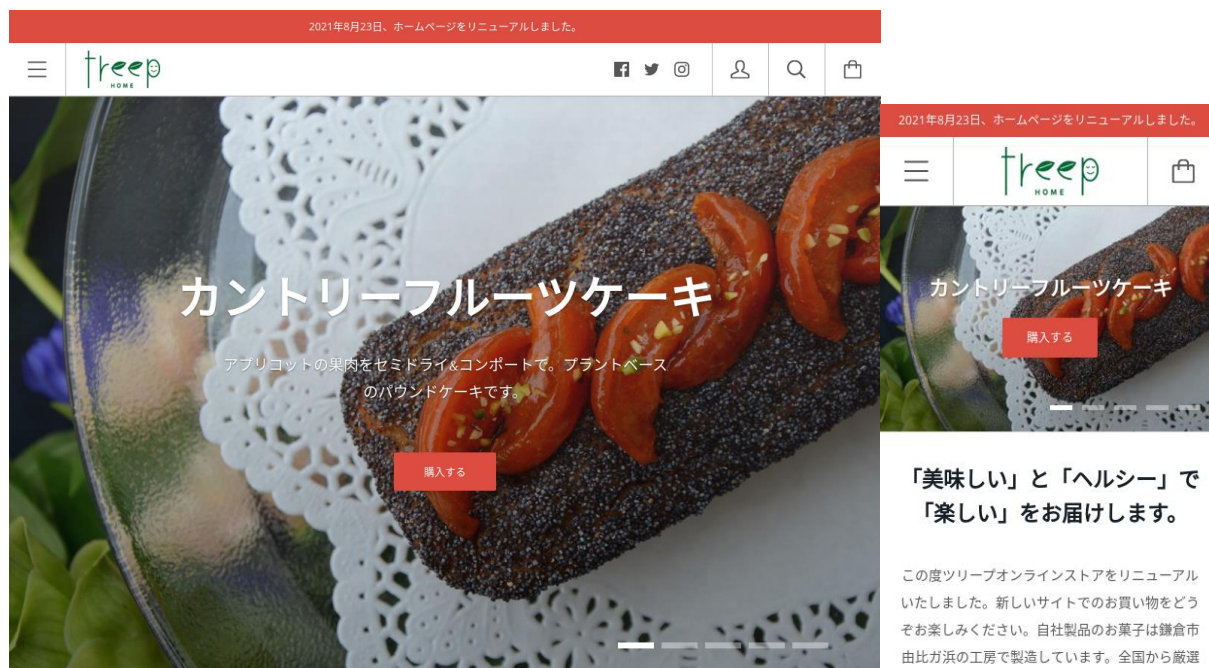 2021年8月23日、ホームページをリニューアルしました。
treep
HOME
カントリーフルーツケーキ
アプリコットの果肉をセミドライ&コンポートで。プラントベース
のパウンドケーキです。
購入する
2021年8月23日、ホームページをリニューアルしました。
treep
HOME
カントリーフルーツケーキ
購入する
「美味しい」と「ヘルシー」で
「楽しい」をお届けします。
この度ツリープオンラインストアをリニューアル
いたしました。新しいサイトでのお買い物をどう
ぞお楽しみください。自社製品のお菓子は鎌倉市
由比ガ浜の工房で製造しています。全国から厳選